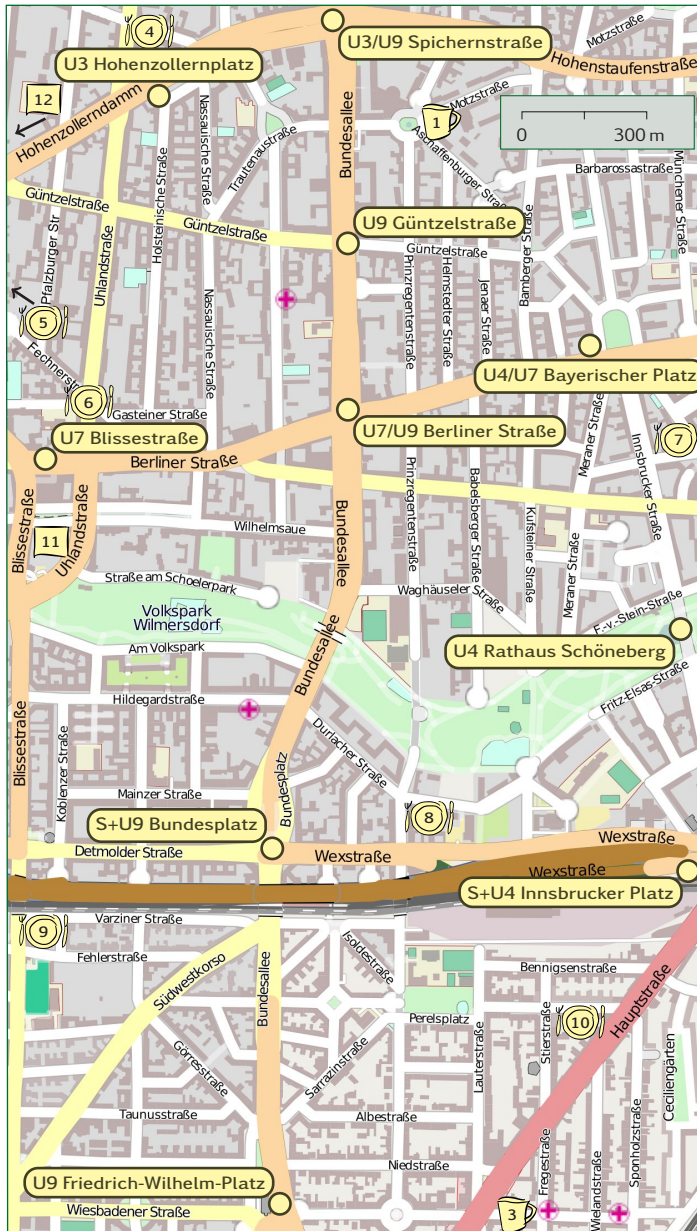 4
U3/U9 Spichernstraße
Motzstraße
Hohenstaufenstraße
U3 Hohenzollernplatz
12
Hohenzollerndamm
Nassauische Straße
Trautenaustraße
Holsteinische Straße
Bundesallee
1
Motzstraße
Aschaffenburger Straße
0
300 m
Barbarossastraße
Münchener Straße
Güntzelstraße
Pfalzburger Str
Uhlandstraße
Güntzelstraße
U9 Güntzelstraße
Güntzelstraße
Bamberger Straße
Prinzregentenstraße
Helmstedter Straße
Jenaer Straße
Nassauische Straße
5
Fechnerstraße
6
Gasteiner Straße
U4/U7 Bayerischer Platz
U7 Blissestraße
U7/U9 Berliner Straße
Berliner Straße
7
Meraner Straße
Innsbrucker Straße
Blissestraße
Uhlandstraße
11
Wilhelmsaue
Bundesallee
Prinzregentenstraße
Babelsberger Straße
Kufsteiner Straße
Meraner Straße
Straße am Schoelerpark
Waghäuseler Straße
Volkspark
Wilmersdorf
Am Volkspark
Bundesallee
F.-v.-Stein-Straße
U4 Rathaus Schöneberg
Fritz-Elsas-Straße
Hildegardstraße
Durlacher Straße
Blissestraße
Koblenzer Straße
Mainzer Straße
Bundesplatz
8
S+U9 Bundesplatz
Detmolder Straße
Wexstraße
Wexstraße
Wexstraße
S+U4 Innsbrucker Platz
9
Varziner Straße
Fehlerstraße
Südwestkorso
Bundesallee
Isoldestraße
Bennigsenstraße
Hauptstraße
10
Perelsplatz
Stierstraße
Lauterstraße
Görresstraße
Sarrazinstraße
Ceciliengärten
Taunusstraße
Albestraße
Sponholzstraße
Niedstraße
Fregestraße
Wielandstraße
U9 Friedrich-Wilhelm-Platz
Wiesbadener Straße
3